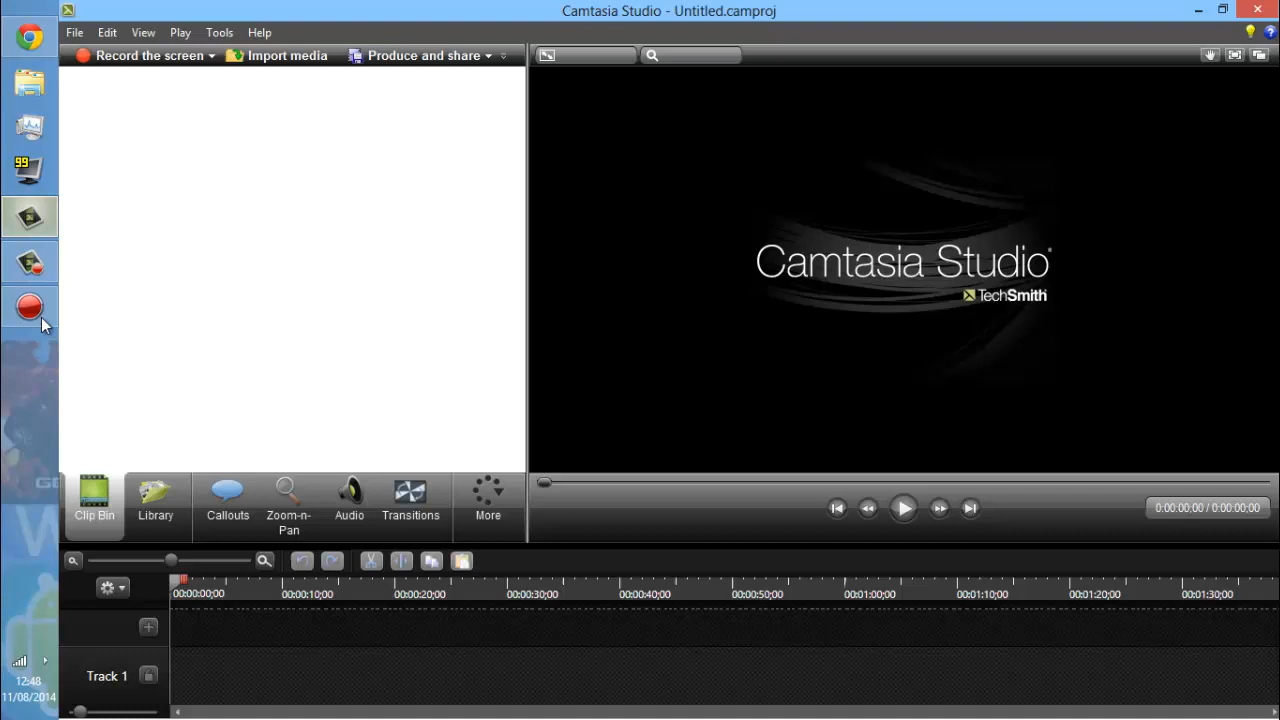 Camtasia Studio - Untitled.camproj
File Edit View Play Tools Help
Record the screen Import media Produce and share
99
Camtasia Studio®
TechSmith
Clip Bin Library Callouts Zoom-n-Pan Audio Transitions More
0:00:00;00 / 0:00:00;00
00:00:00;00 00:00:10;00 00:00:20;00 00:00:30;00 00:00:40;00 00:00:50;00 00:01:00;00 00:01:10;00 00:01:20;00 00:01:30;00
Track 1
12:48
11/08/2014